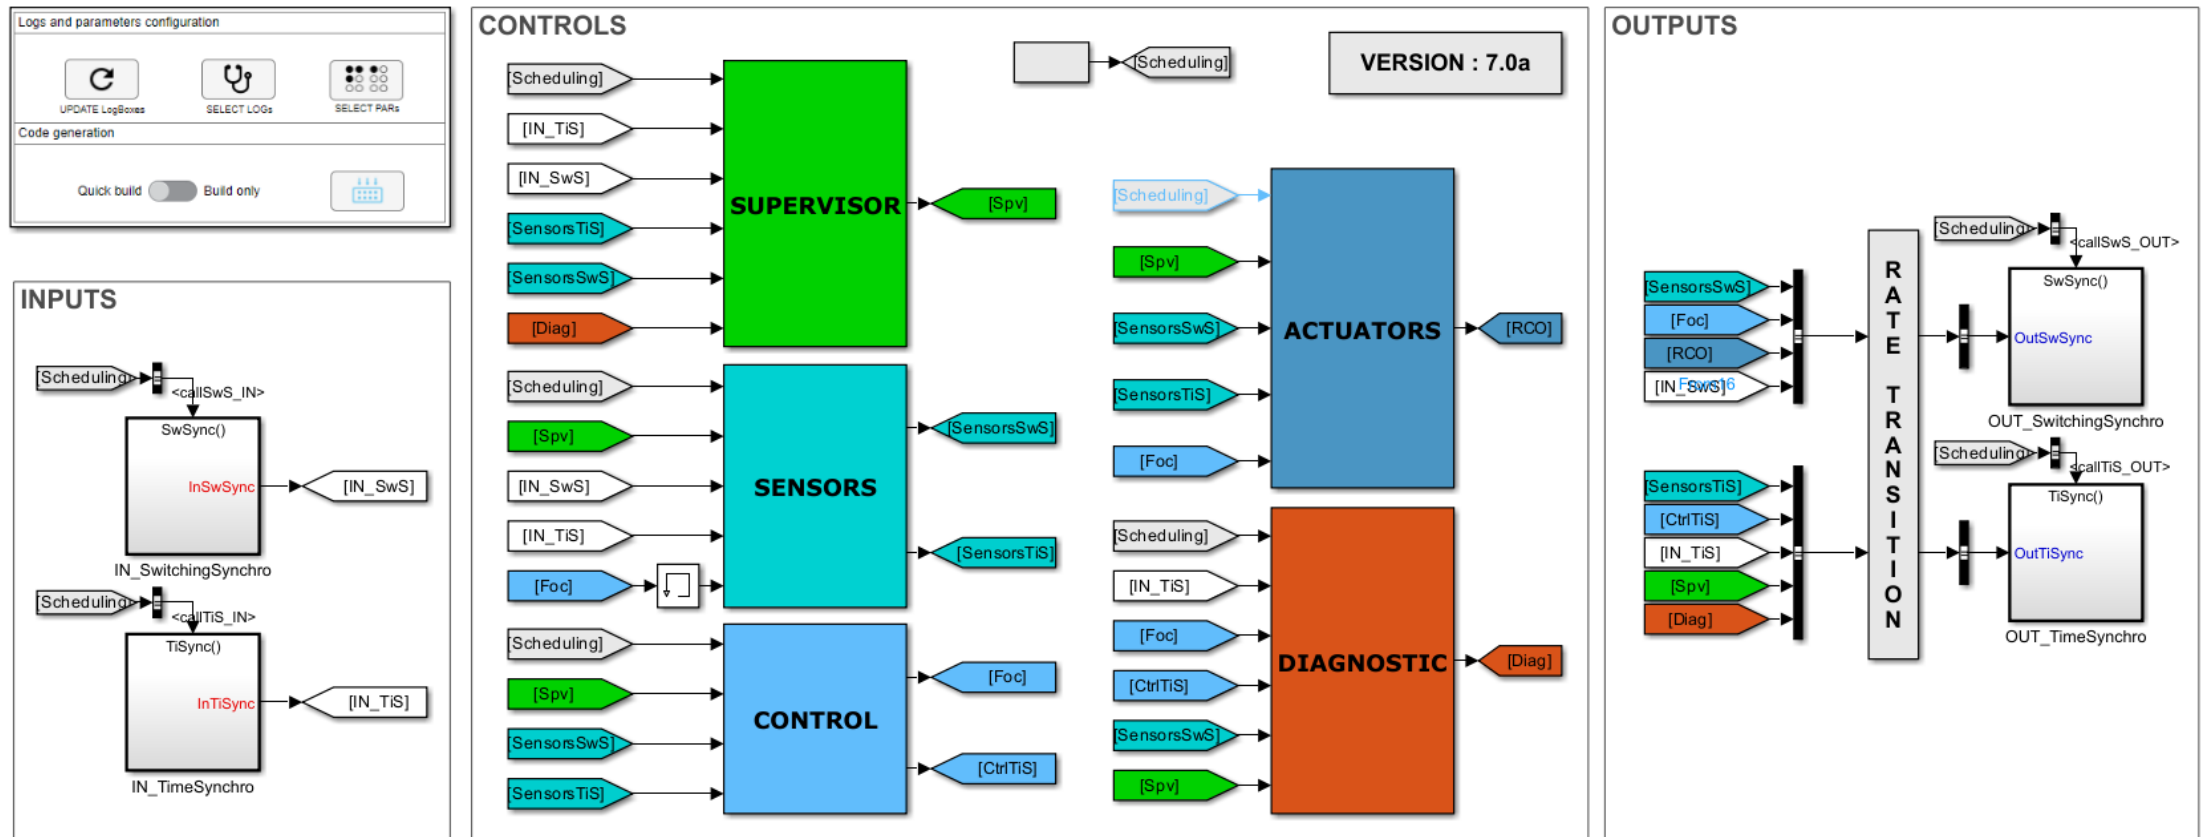 Logs and parameters configuration
UPDATE LogBoxes
SELECT LOGs
SELECT PARs
Code generation
Quick build
Build only
INPUTS
[Scheduling]
<callSwS_IN>
SwSync()
InSwSync
[IN_SwS]
IN_SwitchingSynchro
[Scheduling]
<callTiS_IN>
TiSync()
InTiSync
[IN_TiS]
IN_TimeSynchro
CONTROLS
[Scheduling]
[IN_TiS]
[IN_SwS]
[SensorsTiS]
[SensorsSwS]
[Diag]
SUPERVISOR
[Spv]
[Scheduling]
[Spv]
[IN_SwS]
[IN_TiS]
[Foc]
SENSORS
[SensorsSwS]
[SensorsTiS]
[Scheduling]
[Spv]
[SensorsSwS]
[SensorsTiS]
CONTROL
[Foc]
[CtrlTiS]
[Scheduling]
VERSION : 7.0a
[Scheduling]
[Spv]
[SensorsSwS]
[SensorsTiS]
[Foc]
ACTUATORS
[RCO]
[Scheduling]
[IN_TiS]
[Foc]
[CtrlTiS]
[SensorsSwS]
[Spv]
DIAGNOSTIC
[Diag]
OUTPUTS
[SensorsSwS]
[Foc]
[RCO]
[IN_SwS]
From16
[SensorsTiS]
[CtrlTiS]
[IN_TiS]
[Spv]
[Diag]
RATE TRANSITION
[Scheduling]
<callSwS_OUT>
SwSync()
OutSwSync
OUT_SwitchingSynchro
[Scheduling]
<callTiS_OUT>
TiSync()
OutTiSync
OUT_TimeSynchro